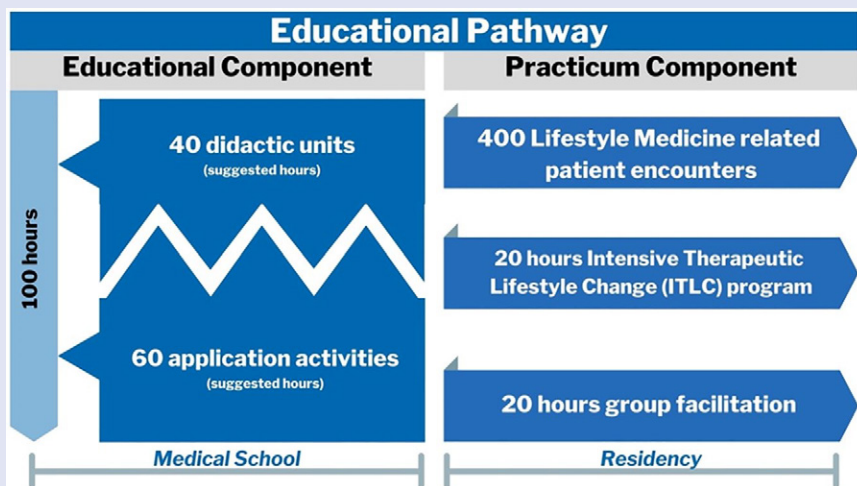 Educational Pathway
Educational Component
Practicum Component
100 hours
40 didactic units
(suggested hours)
60 application activities
(suggested hours)
400 Lifestyle Medicine related
patient encounters
20 hours Intensive Therapeutic
Lifestyle Change (ITLC) program
20 hours group facilitation
Medical School
Residency